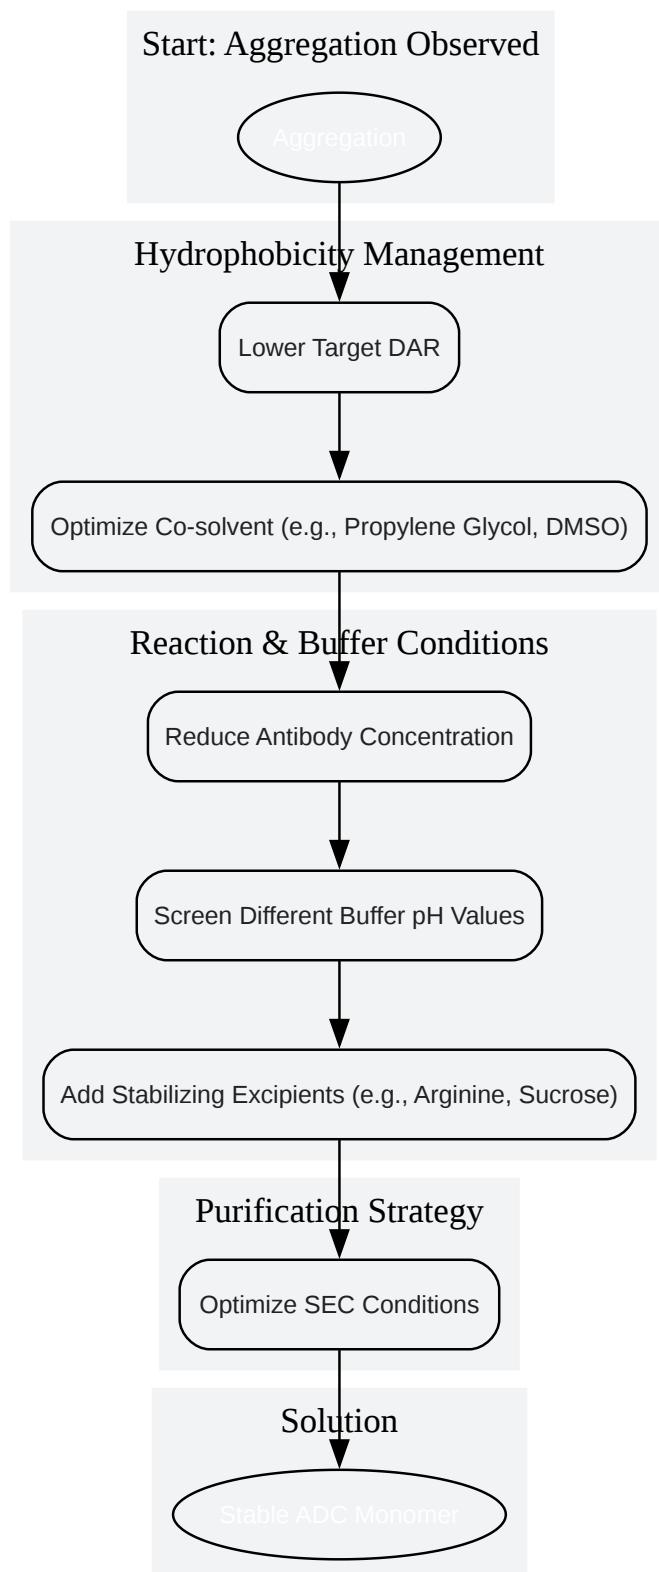 Start: Aggregation Observed
Aggregation
Hydrophobicity Management
Lower Target DAR
Optimize Co-solvent (e.g., Propylene Glycol, DMSO)
Reaction & Buffer Conditions
Reduce Antibody Concentration
Screen Different Buffer pH Values
Add Stabilizing Excipients (e.g., Arginine, Sucrose)
Purification Strategy
Optimize SEC Conditions
Solution
Stable ADC Monomer